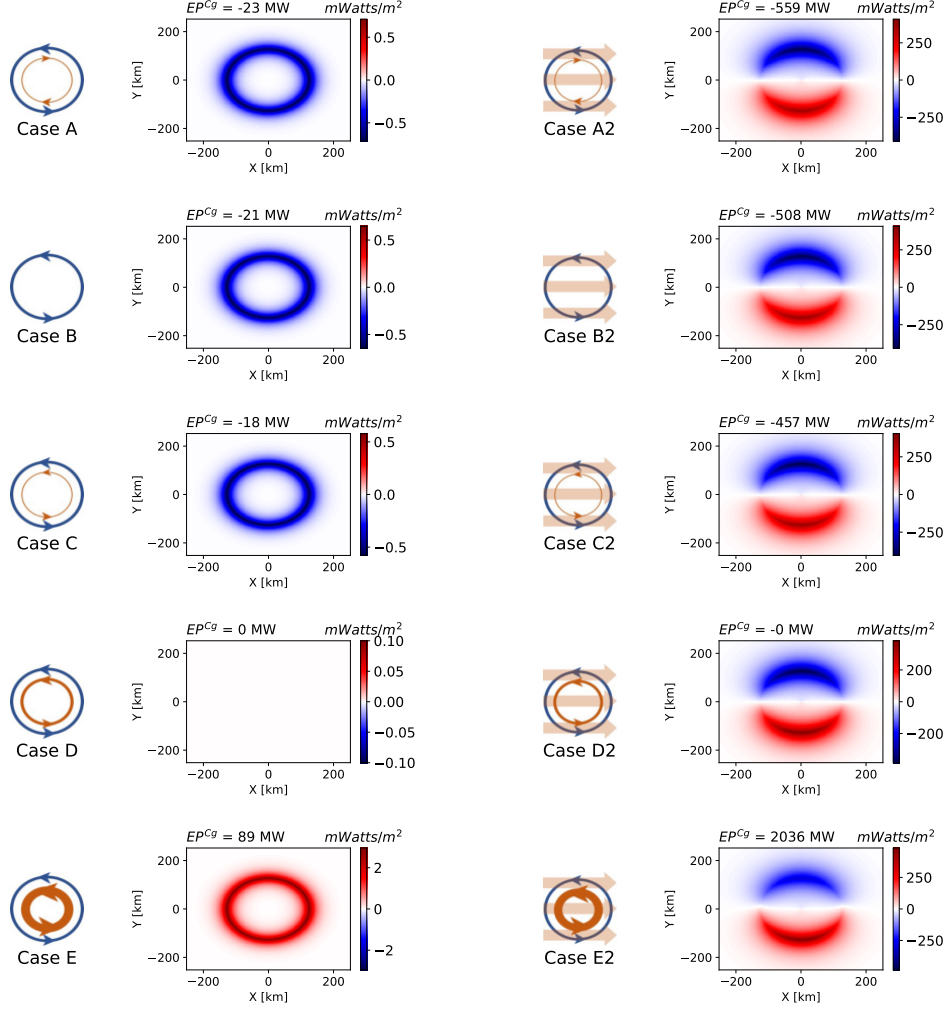 EP^Cg = -23 MW mWatts/m^2
200
0
−200
Y [km]
−200 0 200
X [km]
0.5
0.0
−0.5
Case A
EP^Cg = -559 MW mWatts/m^2
200
0
−200
Y [km]
−200 0 200
X [km]
250
0
−250
Case A2
EP^Cg = -21 MW mWatts/m^2
200
0
−200
Y [km]
−200 0 200
X [km]
0.5
0.0
−0.5
Case B
EP^Cg = -508 MW mWatts/m^2
200
0
−200
Y [km]
−200 0 200
X [km]
250
0
−250
Case B2
EP^Cg = -18 MW mWatts/m^2
200
0
−200
Y [km]
−200 0 200
X [km]
0.5
0.0
−0.5
Case C
EP^Cg = -457 MW mWatts/m^2
200
0
−200
Y [km]
−200 0 200
X [km]
250
0
−250
Case C2
EP^Cg = 0 MW mWatts/m^2
200
0
−200
Y [km]
−200 0 200
X [km]
0.10
0.05
0.00
−0.05
−0.10
Case D
EP^Cg = -0 MW mWatts/m^2
200
0
−200
Y [km]
−200 0 200
X [km]
200
0
−200
Case D2
EP^Cg = 89 MW mWatts/m^2
200
0
−200
Y [km]
−200 0 200
X [km]
2
0
−2
Case E
EP^Cg = 2036 MW mWatts/m^2
200
0
−200
Y [km]
−200 0 200
X [km]
250
0
−250
Case E2